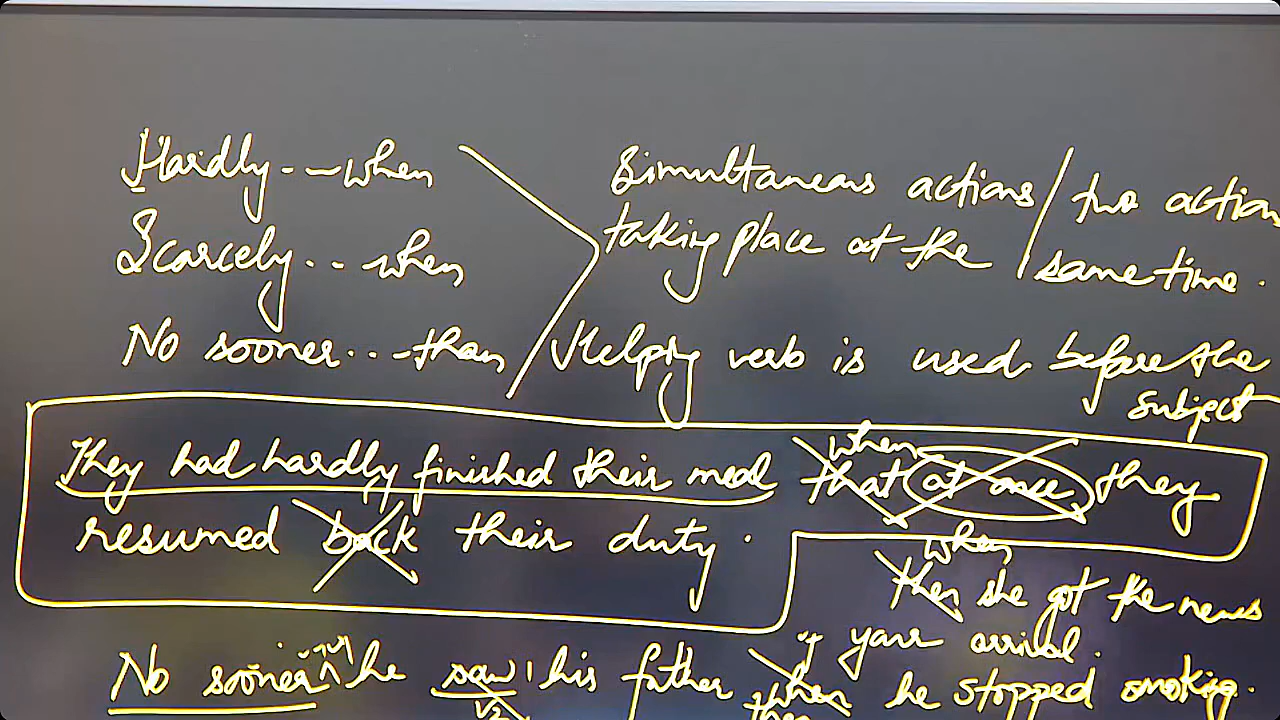 Hardly - - when
Simultaneous actions / two action
Scarcely . . - when
taking place at the same time .
No sooner . . . - than
Helping verb is used before the
subject
when
They had hardly finished their meal that at once they
resumed back their duty .
when
then she got the news
of your arrival .
No sooner he saw his father when he stopped smoking .
V2